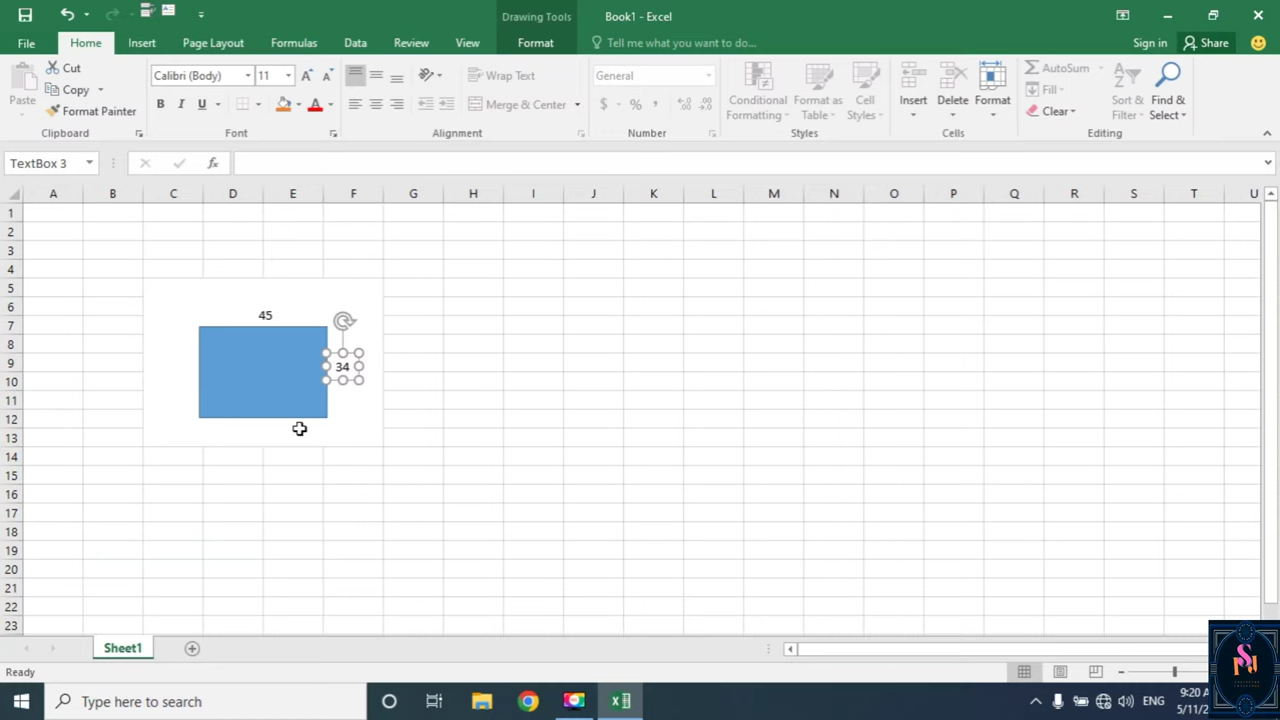 Drawing Tools
Book1 - Excel
File
Home
Insert
Page Layout
Formulas
Data
Review
View
Format
Tell me what you want to do...
Sign in
Share
Paste
Cut
Copy
Format Painter
Clipboard
Calibri (Body)
11
B I U
Font
Wrap Text
Merge & Center
Alignment
General
$ % ,
Number
Conditional Formatting
Format as Table
Cell Styles
Styles
Insert
Delete
Format
Cells
AutoSum
Fill
Clear
Sort & Filter
Find & Select
Editing
TextBox 3
fx
A B C D E F G H I J K L M N O P Q R S T U
1
2
3
4
5
6
7
8
9
10
11
12
13
14
15
16
17
18
19
20
21
22
23
45
34
Sheet1
Ready
Type here to search
ENG
9:20 A
5/11/2